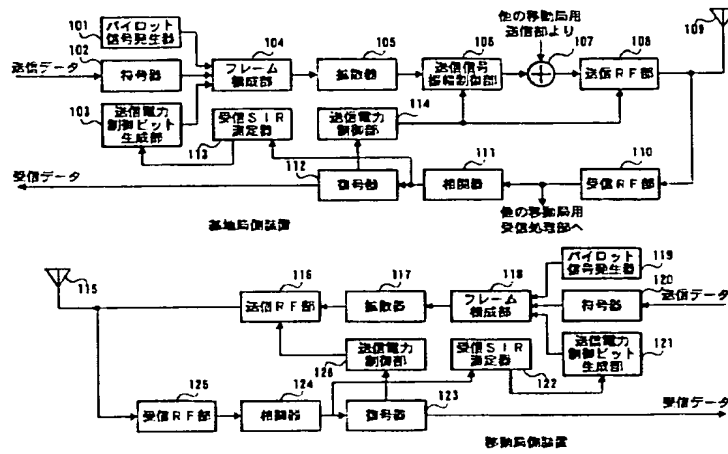 101
パイロット
信号発生器
102
送信データ
符号器
103
送信電力
制御ビット
生成部
104
フレーム
構成部
105
拡散器
106
送信信号
振幅制御部
他の移動局用
送信部より
107
108
送信RF部
109
受信SIR
測定器
113
送信電力
制御部
114
受信データ
112
復号器
111
相関器
110
受信RF部
他の移動局用
受信処理部へ
基地局側装置
115
116
送信RF部
117
拡散器
118
フレーム
構成部
パイロット
信号発生器
119
120
符号器
送信データ
送信電力
制御ビット
生成部
121
送信電力
制御部
126
受信SIR
測定器
122
125
受信RF部
124
相関器
復号器
123
受信データ
移動局側装置